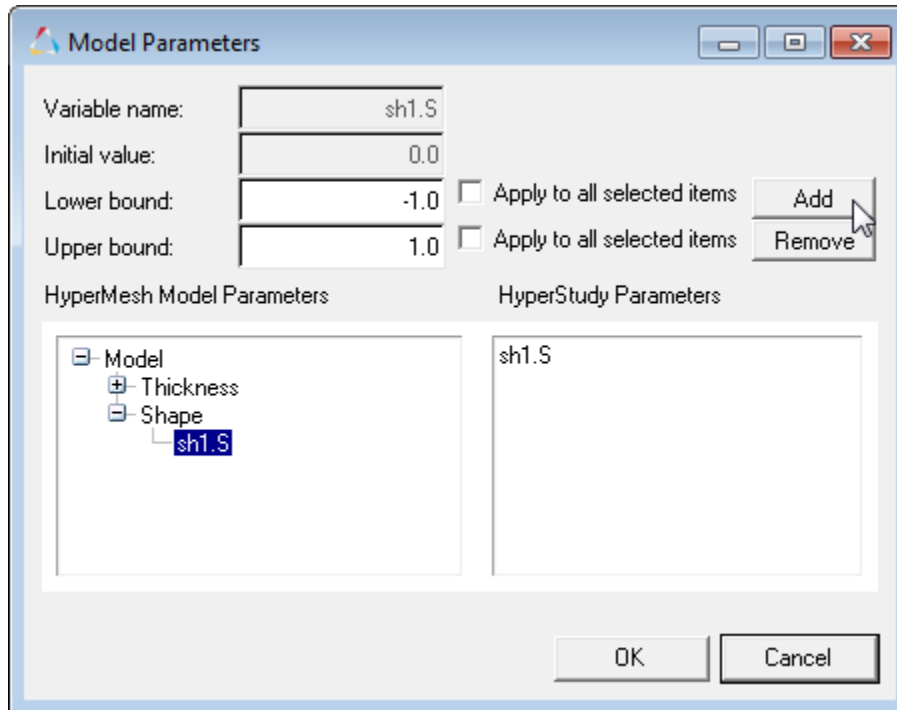 Model Parameters
Variable name: sh1.S
Initial value: 0.0
Lower bound: -1.0 Apply to all selected items Add
Upper bound: 1.0 Apply to all selected items Remove
HyperMesh Model Parameters HyperStudy Parameters
Model sh1.S
Thickness
Shape
sh1.S
OK Cancel